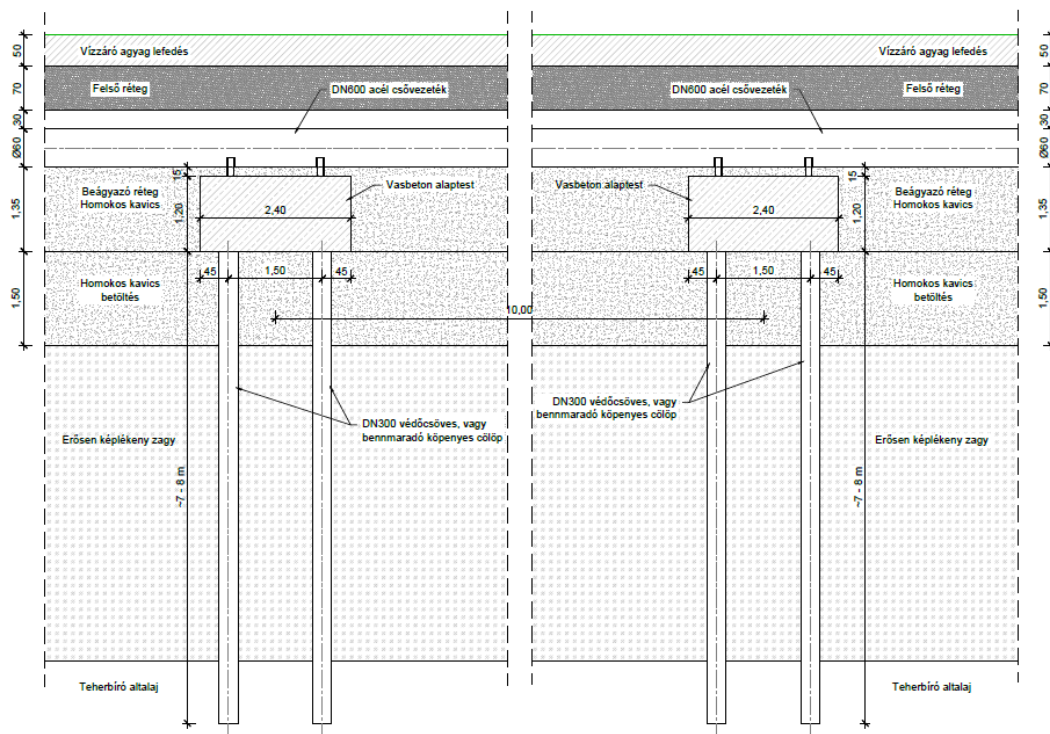 50
Vízzáró agyag lefedés
Vízzáró agyag lefedés
50
70
Felső réteg
DN600 acél csővezeték
DN600 acél csővezeték
Felső réteg
70
30
30
Ø60
Ø60
15
15
1,35
Beágyazó réteg
Homokos kavics
1,20
2,40
Vasbeton alaptest
Vasbeton alaptest
2,40
1,20
Beágyazó réteg
Homokos kavics
1,35
45
1,50
45
45
1,50
45
1,50
Homokos kavics
betöltés
10,00
Homokos kavics
betöltés
1,50
DN300 védőcsöves, vagy
bennmaradó köpenyes cölöp
DN300 védőcsöves, vagy
bennmaradó köpenyes cölöp
Erősen képlékeny zagy
Erősen képlékeny zagy
~7 - 8 m
~7 - 8 m
Teherbíró altalaj
Teherbíró altalaj